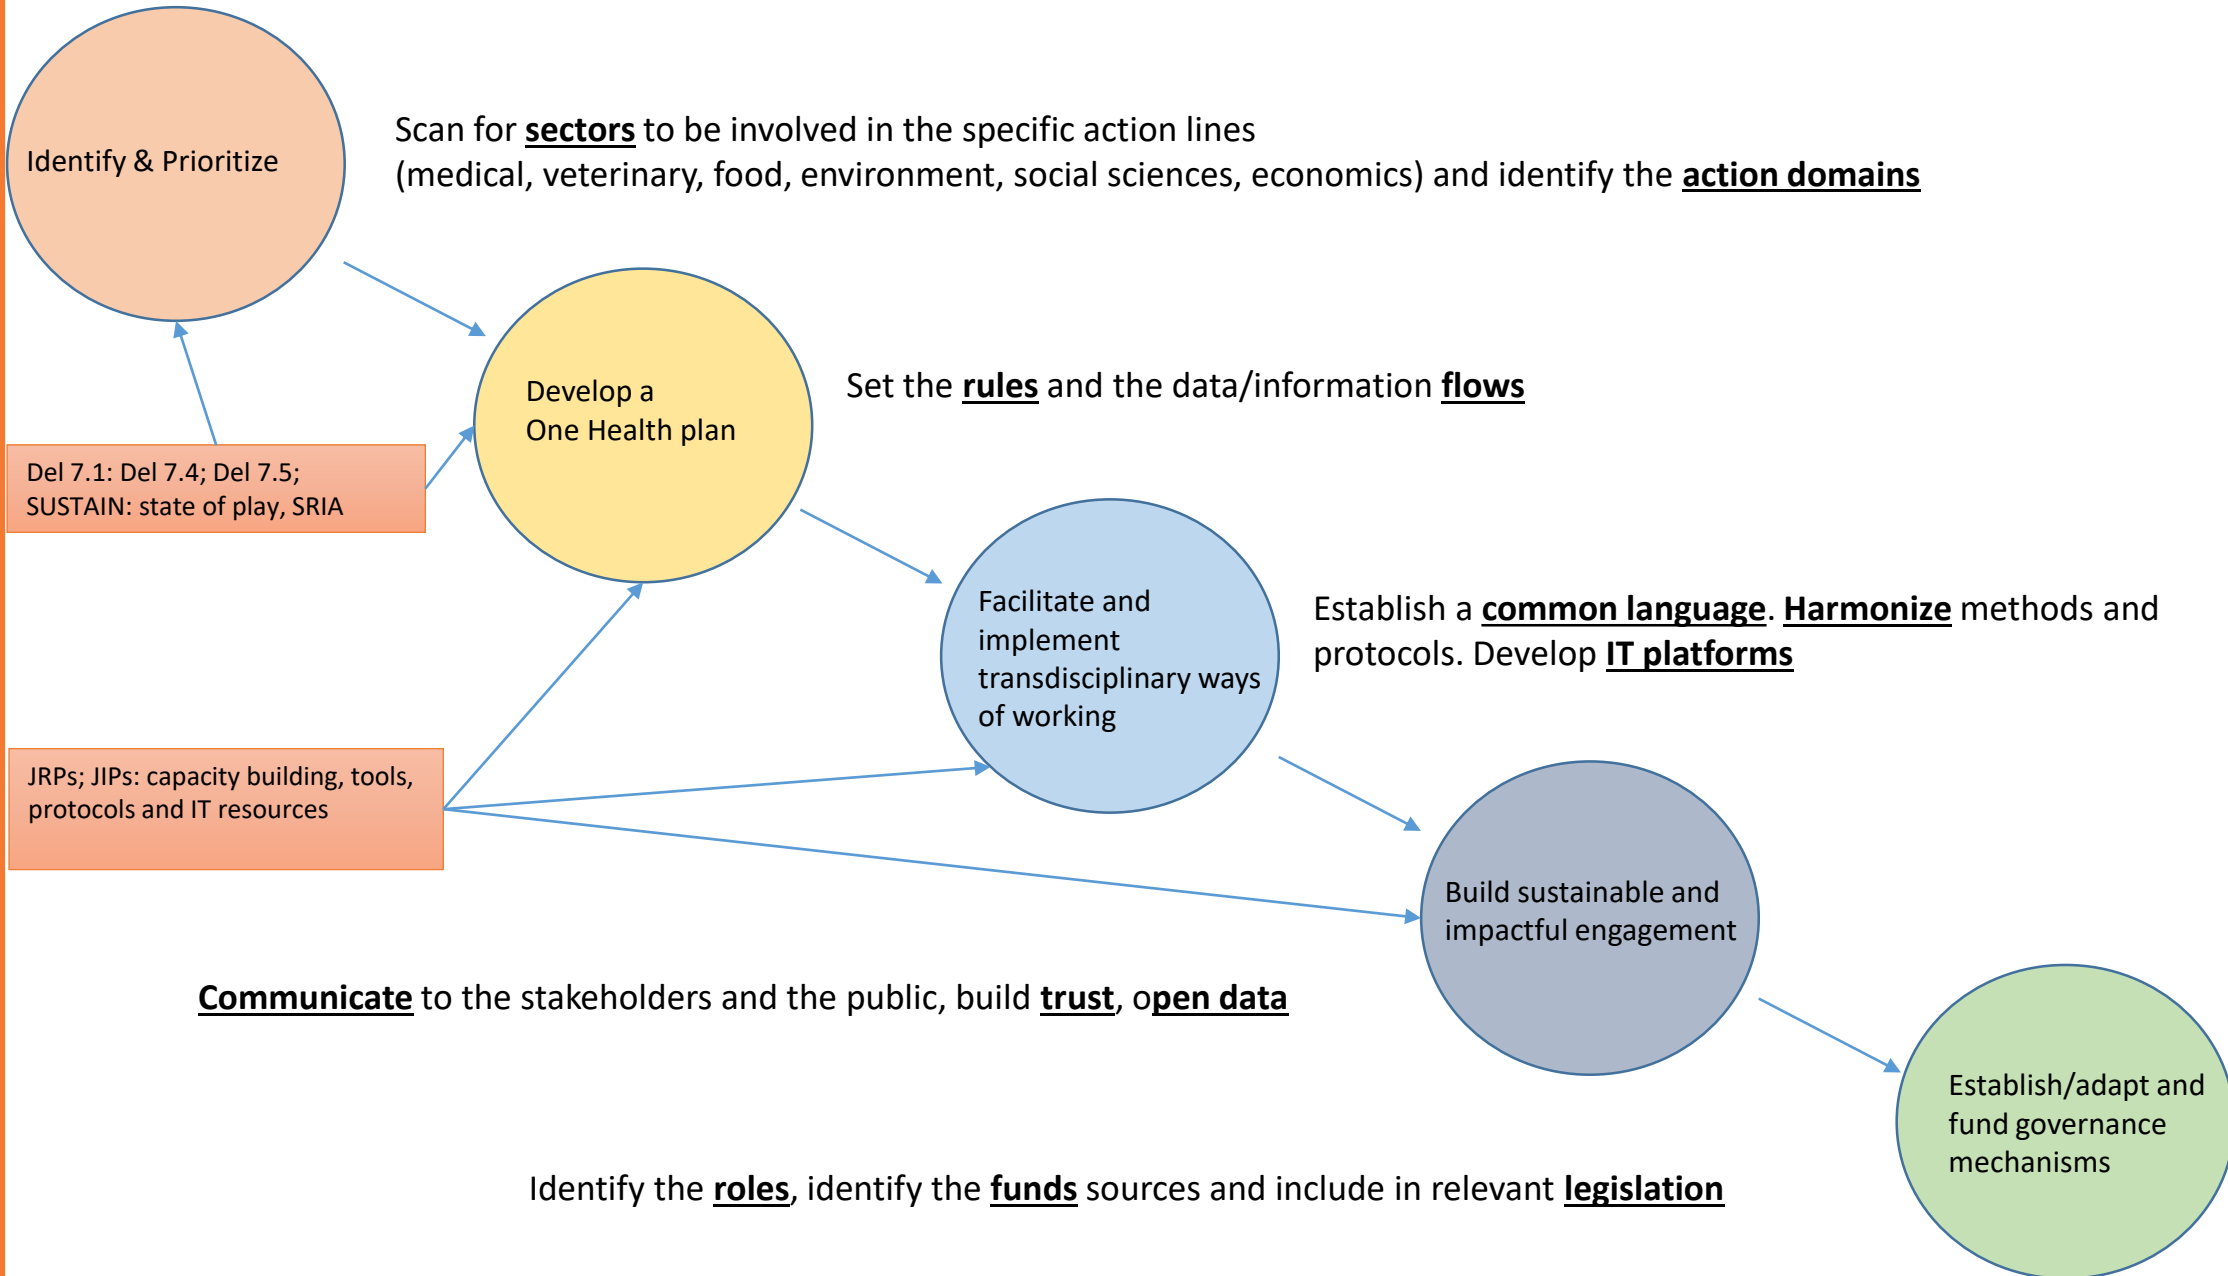 Identify & Prioritize
Scan for sectors to be involved in the specific action lines
(medical, veterinary, food, environment, social sciences, economics) and identify the action domains
Develop a
One Health plan
Set the rules and the data/information flows
Del 7.1: Del 7.4; Del 7.5;
SUSTAIN: state of play, SRIA
Facilitate and
implement
transdisciplinary ways
of working
Establish a common language. Harmonize methods and
protocols. Develop IT platforms
JRPs; JIPs: capacity building, tools,
protocols and IT resources
Build sustainable and
impactful engagement
Communicate to the stakeholders and the public, build trust, open data
Establish/adapt and
fund governance
mechanisms
Identify the roles, identify the funds sources and include in relevant legislation